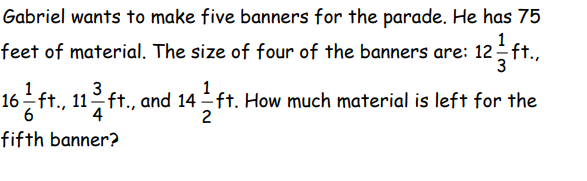 Gabriel wants to make five banners for the parade. He has 75
feet of material. The size of four of the banners are: 12 1/3 ft.,
16 1/6 ft., 11 3/4 ft., and 14 1/2 ft. How much material is left for the
fifth banner?